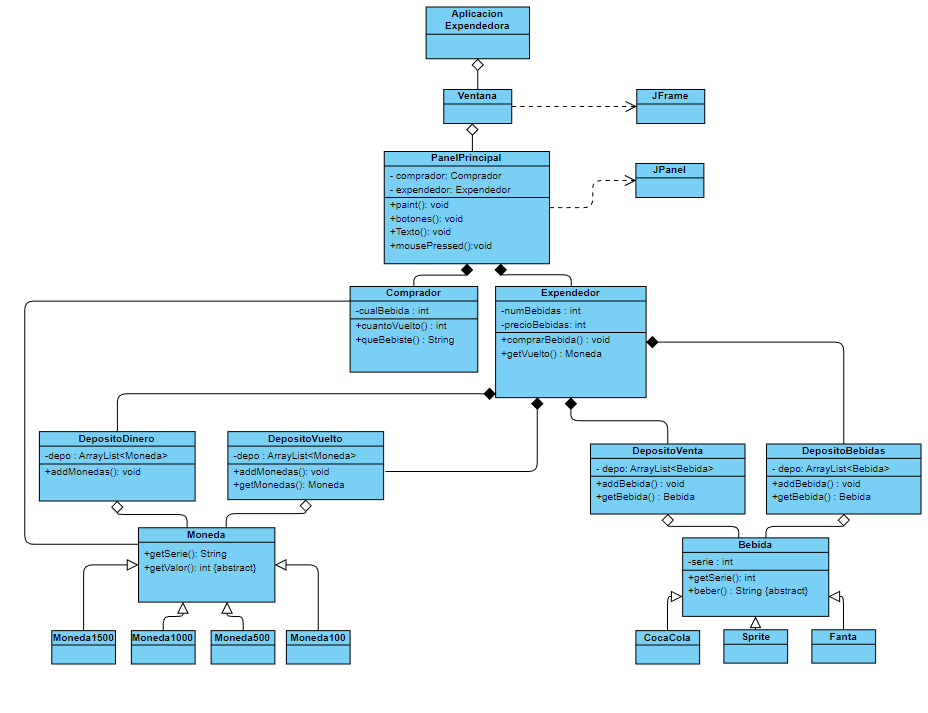 Aplicacion
Expendedora
Ventana
JFrame
PanelPrincipal
- comprador: Comprador
- expendedor: Expendedor
+paint(): void
+botones(): void
+Texto(): void
+mousePressed():void
JPanel
Comprador
-cualBebida : int
+cuantoVuelto() : int
+queBebiste() : String
Expendedor
-numBebidas : int
-precioBebidas: int
+comprarBebida() : void
+getVuelto() : Moneda
DepositoDinero
-depo : ArrayList<Moneda>
+addMonedas(): void
DepositoVuelto
-depo : ArrayList<Moneda>
+addMonedas(): void
+getMonedas(): Moneda
DepositoVenta
- depo: ArrayList<Bebida>
+addBebida() : void
+getBebida() : Bebida
DepositoBebidas
- depo: ArrayList<Bebida>
+addBebida() : void
+getBebida() : Bebida
Moneda
+getSerie(): String
+getValor(): int {abstract}
Bebida
-serie : int
+getSerie(): int
+beber() : String {abstract}
Moneda1500
Moneda1000
Moneda500
Moneda100
CocaCola
Sprite
Fanta